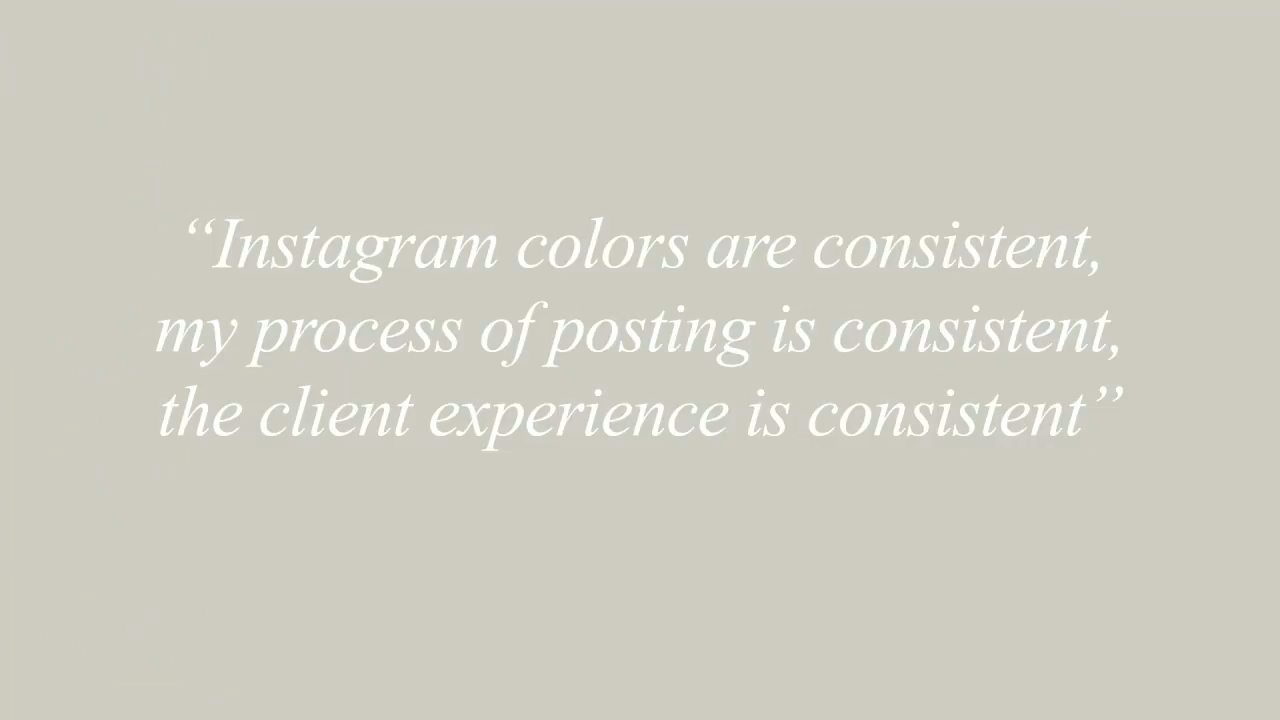 “Instagram colors are consistent,
my process of posting is consistent,
the client experience is consistent”